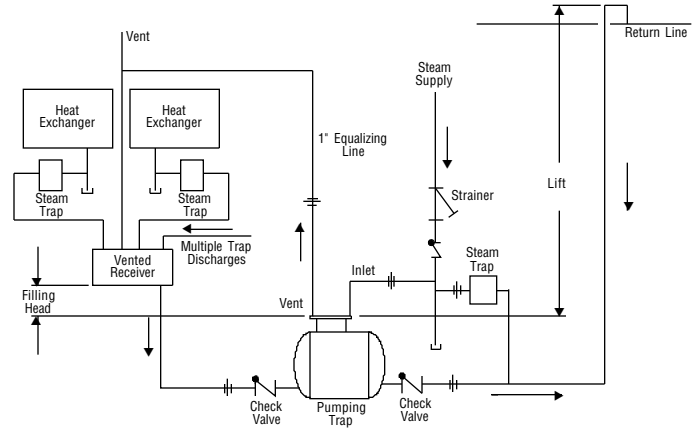 Vent
Return Line
Steam
Supply
Heat
Exchanger
Heat
Exchanger
1" Equalizing
Line
Steam
Trap
Steam
Trap
Strainer
Lift
Multiple Trap
Discharges
Vented
Receiver
Steam
Trap
Inlet
Filling
Head
Vent
Check
Valve
Pumping
Trap
Check
Valve